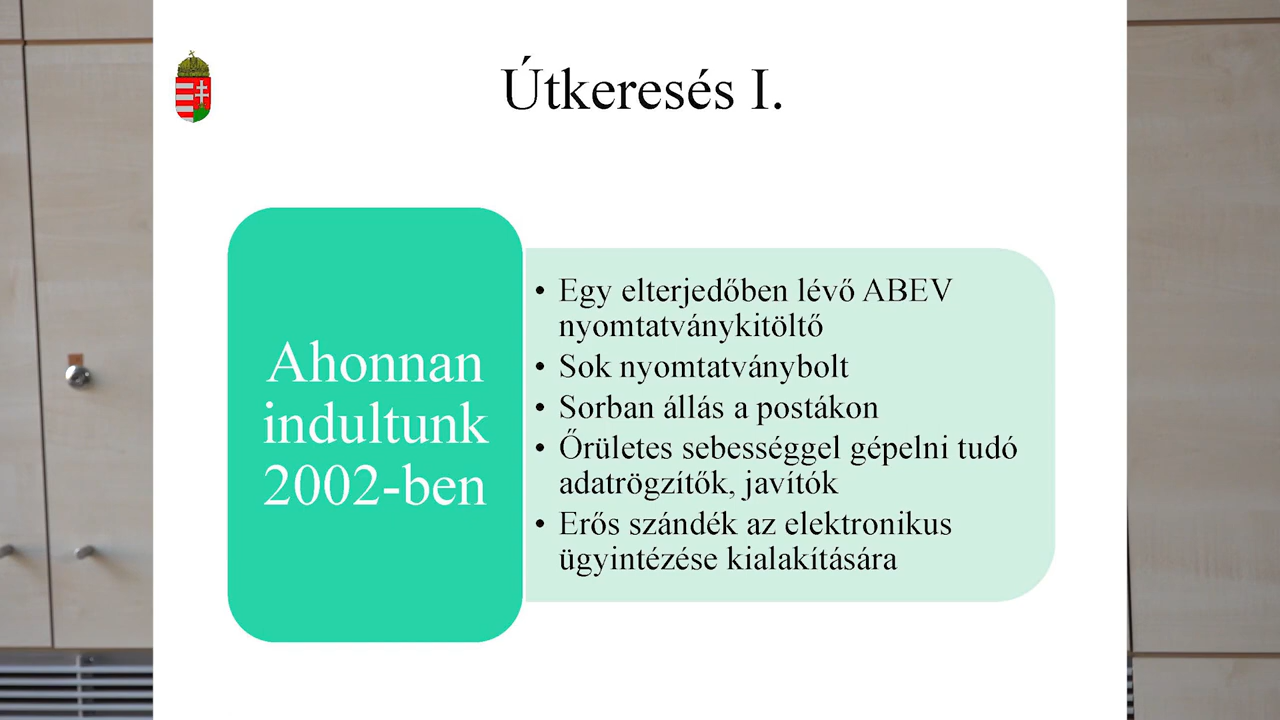 Útkeresés I.
Ahonnan
indultunk
2002-ben
• Egy elterjedőben lévő ABEV
nyomtatványkitöltő
• Sok nyomtatványbolt
• Sorban állás a postákon
• Őrületes sebességgel gépelni tudó
adatrögzítők, javítók
• Erős szándék az elektronikus
ügyintézése kialakítására